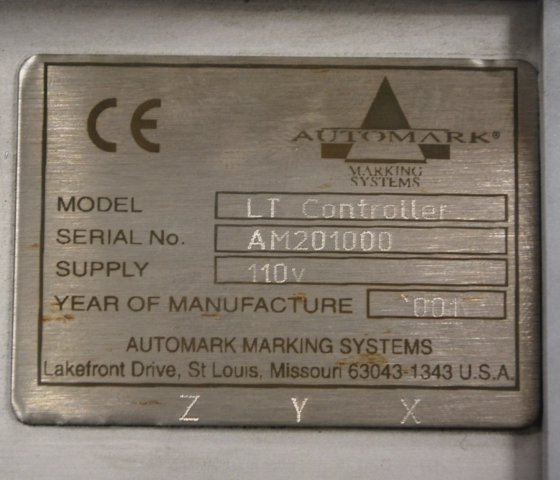 CE
AUTOMARK®
MARKING
SYSTEMS
MODEL LT Controller
SERIAL No. AM201000
SUPPLY 110v
YEAR OF MANUFACTURE
AUTOMARK MARKING SYSTEMS
Lakefront Drive, St Louis, Missouri 63043-1343 U.S.A.
Z Y X